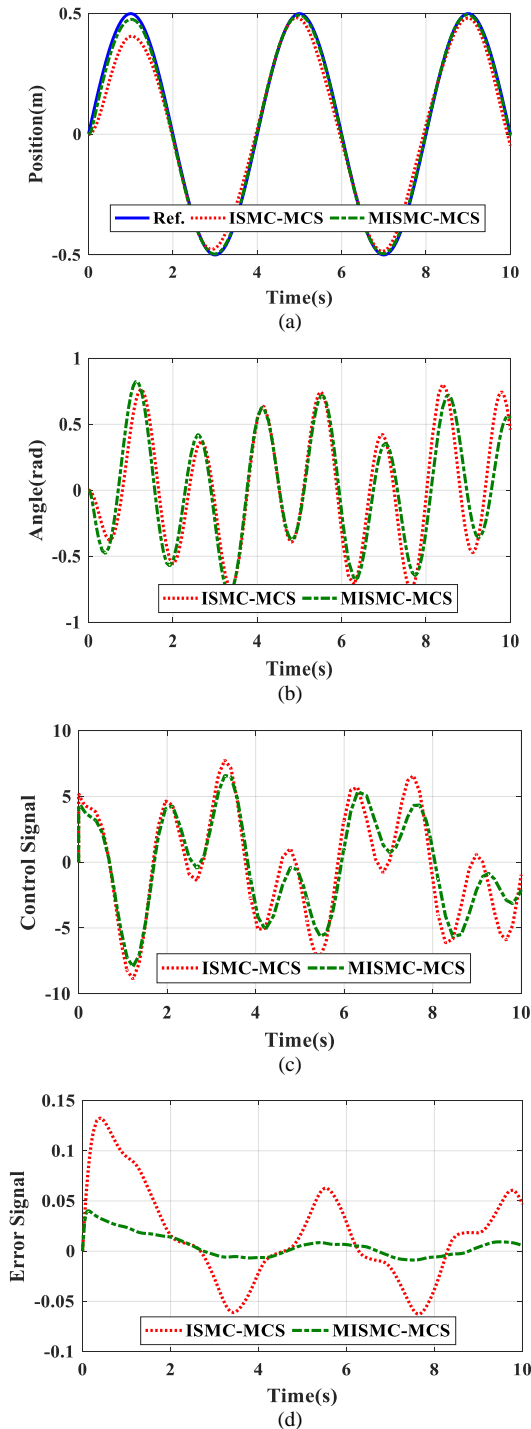 0.5
Position(m)
0
Ref. ISMC-MCS MISMC-MCS
-0.5
0 2 4 6 8 10
Time(s)
(a)
1
0.5
Angle(rad)
0
-0.5
ISMC-MCS MISMC-MCS
-1
0 2 4 6 8 10
Time(s)
(b)
10
5
Control Signal
0
-5
ISMC-MCS MISMC-MCS
-10
0 2 4 6 8 10
Time(s)
(c)
0.15
0.1
0.05
Error Signal
0
-0.05
ISMC-MCS MISMC-MCS
-0.1
0 2 4 6 8 10
Time(s)
(d)